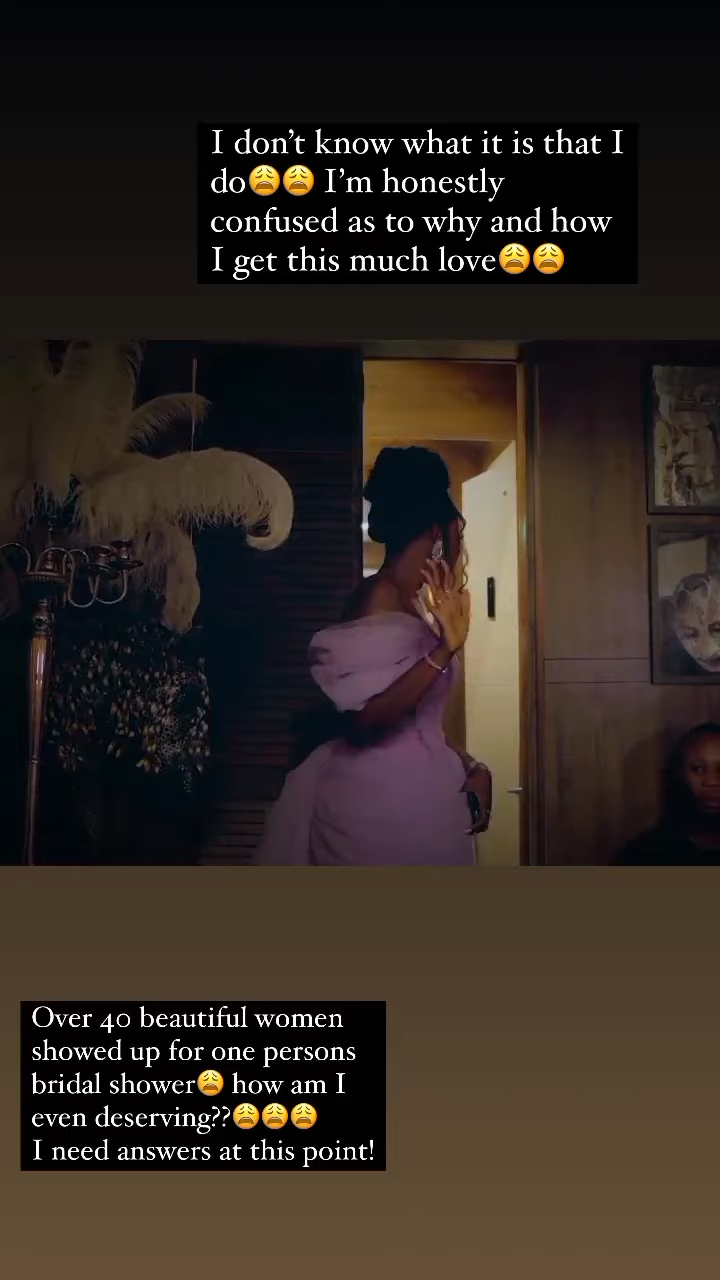 I don’t know what it is that I
do😩😩 I’m honestly
confused as to why and how
I get this much love😩😩
Over 40 beautiful women
showed up for one persons
bridal shower😩 how am I
even deserving??😩😩😩
I need answers at this point!